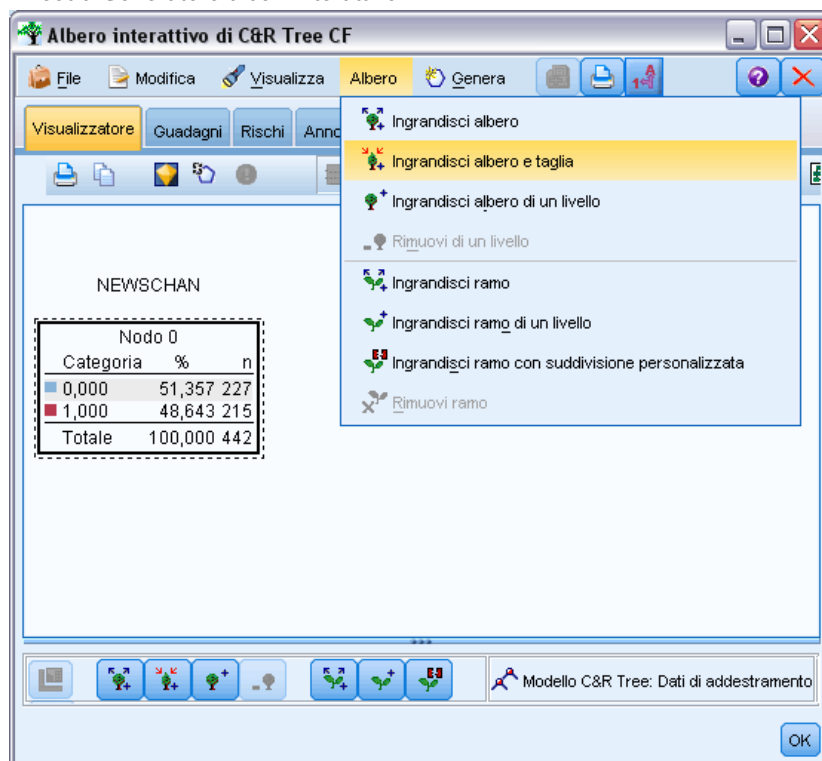 Albero interattivo di C&R Tree CF
File Modifica Visualizza Albero Genera
Visualizzatore Guadagni Rischi Anno
Ingrandisci albero
Ingrandisci albero e taglia
Ingrandisci albero di un livello
Rimuovi di un livello
Ingrandisci ramo
Ingrandisci ramo di un livello
Ingrandisci ramo con suddivisione personalizzata
Rimuovi ramo
NEWSCHAN
Nodo 0
Categoria % n
0,000 51,357 227
1,000 48,643 215
Totale 100,000 442
Modello C&R Tree: Dati di addestramento
OK